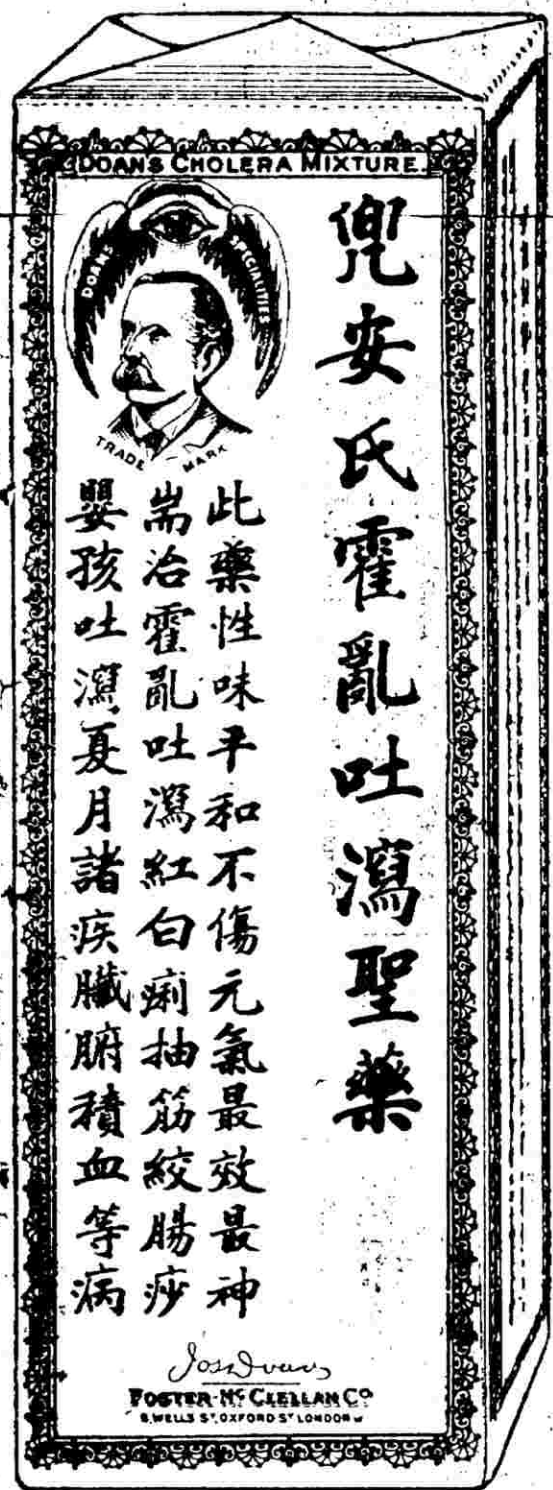 DOAN'S CHOLERA MIXTURE.
DOAN'S SPECIALITIES
TRADE MARK
兜安氏霍亂吐瀉聖藥
此藥性味平和不傷元氣最效最神
耑治霍亂吐瀉紅白痢抽筋絞腸痧
嬰孩吐瀉夏月諸疾臟腑積血等病
FOSTER-MCCLELLAN CO
8, WELLS ST, OXFORD ST LONDON W